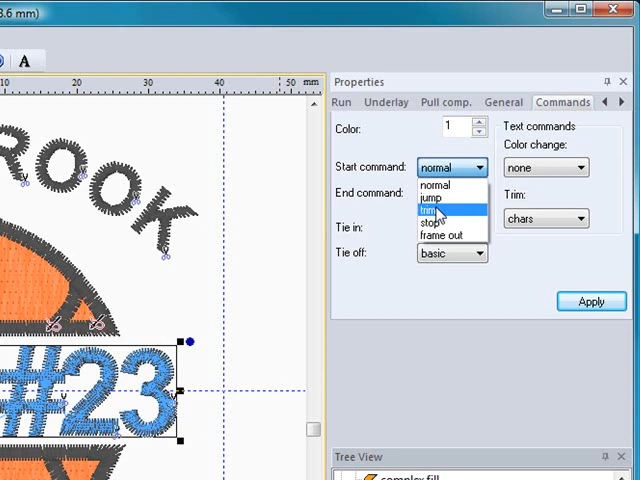 3.6 mm)
A
10 20 30 40 50 mm
Properties
Run Underlay Pull comp. General Commands
Color: 1
Text commands
Color change:
none
Start command: normal
normal
jump
trim
stop
frame out
End command:
Trim:
chars
Tie in:
Tie off: basic
Apply
ROOK
#23
Tree View
complex fill